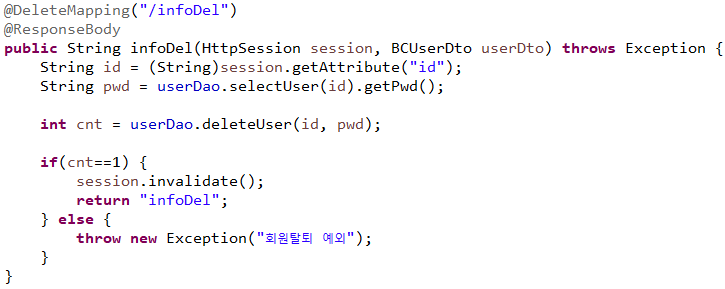 @DeleteMapping("/infoDel")
@ResponseBody
public String infoDel(HttpSession session, BCUserDto userDto) throws Exception {
    String id = (String)session.getAttribute("id");
    String pwd = userDao.selectUser(id).getPwd();

    int cnt = userDao.deleteUser(id, pwd);

    if(cnt==1) {
        session.invalidate();
        return "infoDel";
    } else {
        throw new Exception("회원탈퇴 예외");
    }
}